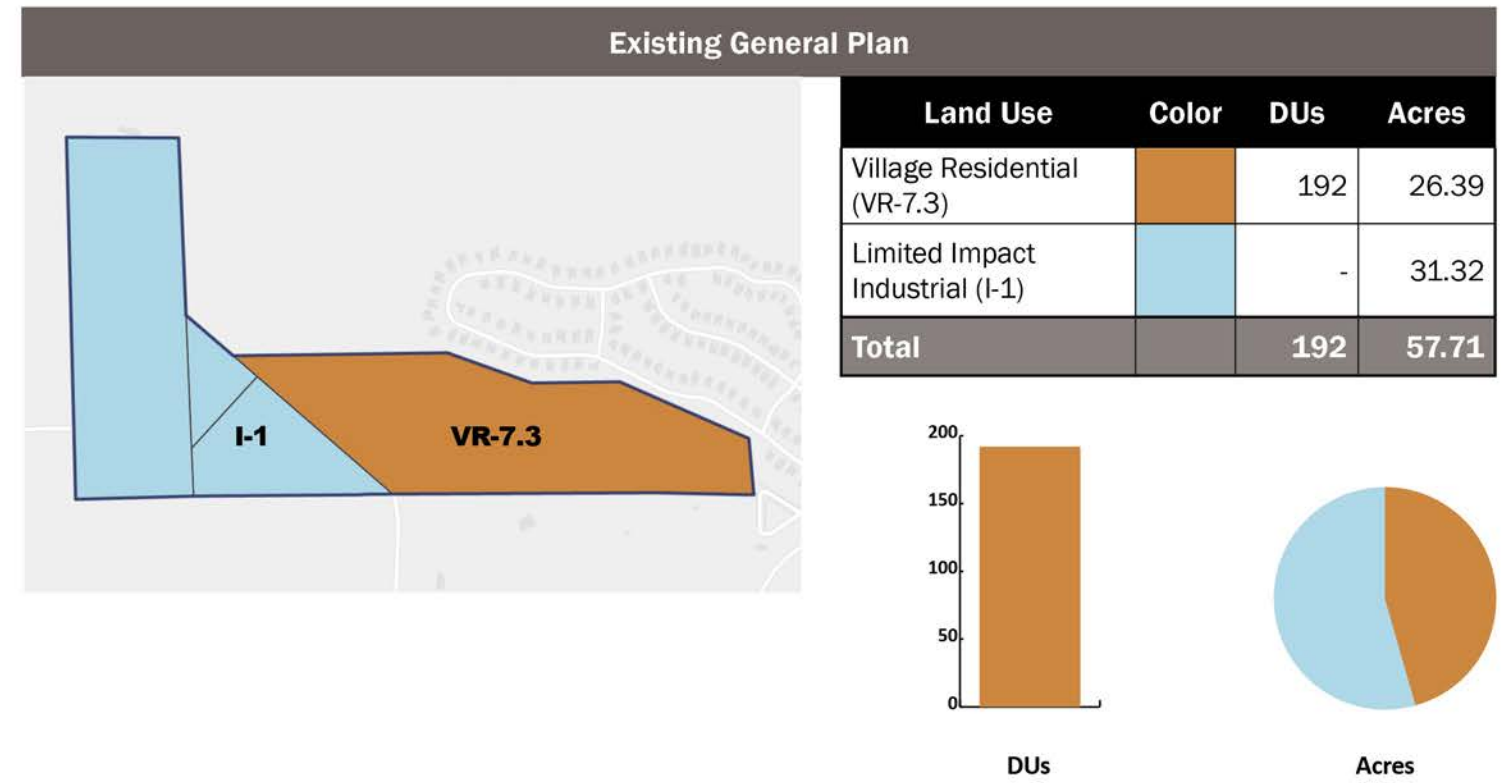 Existing General Plan
I-1
VR-7.3
Land Use Color DUs Acres
Village Residential
(VR-7.3)
192 26.39
Limited Impact
Industrial (I-1)
- 31.32
Total 192 57.71
200
150
100
50
0
DUs
Acres